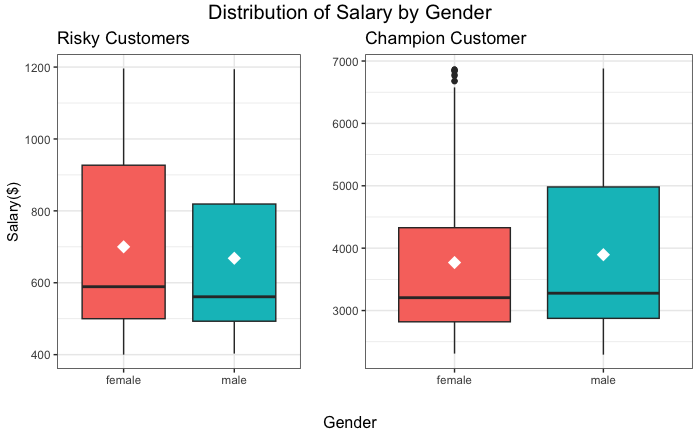 Distribution of Salary by Gender
Risky Customers
Champion Customer
Salary($)
1200
1000
800
600
400
female
male
7000
6000
5000
4000
3000
female
male
Gender